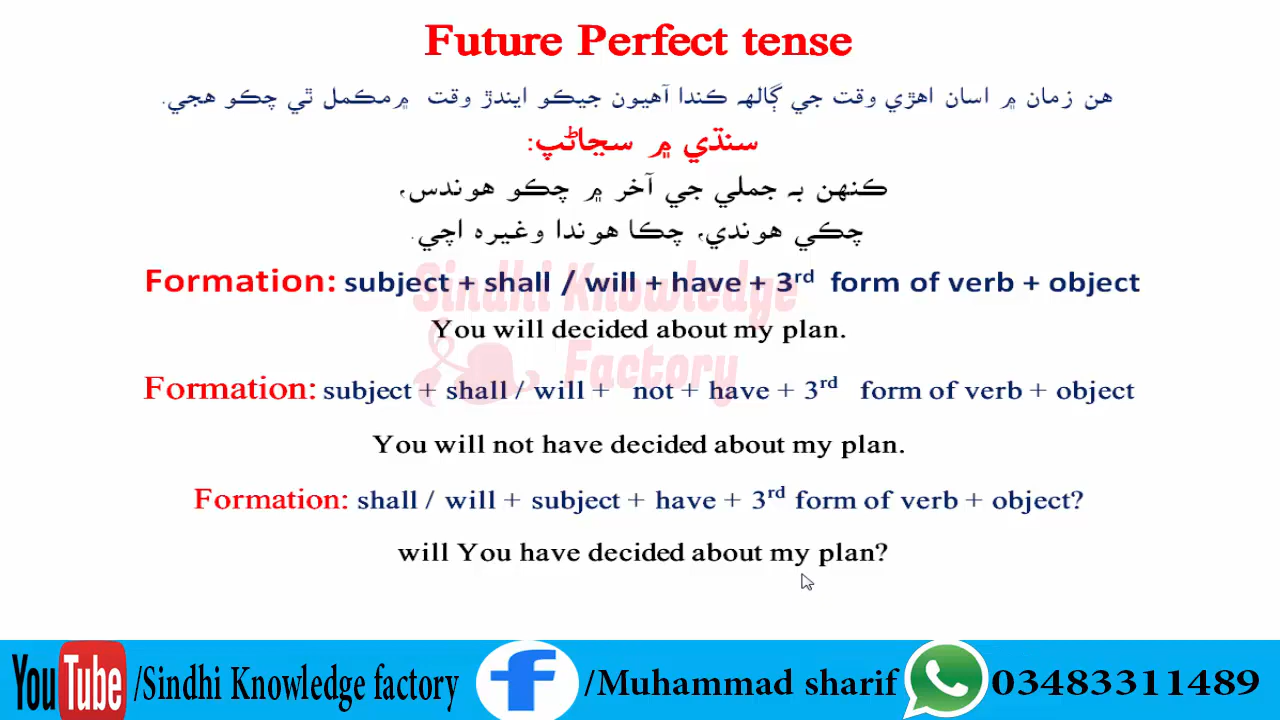 Future Perfect tense
هن زمان ۾ اسان اهڙي وقت جي ڳالهه ڪندا آهيون جيڪو ايندڙ وقت ۾مڪمل ٿي چڪو هجي.
سنڌي ۾ سڃاڻپ:
ڪنهن به جملي جي آخر ۾ چڪو هوندس،
چڪي هوندي، چڪا هوندا وغيره اچي.
Formation: subject + shall / will + have + 3rd form of verb + object
You will decided about my plan.
Formation: subject + shall / will + not + have + 3rd form of verb + object
You will not have decided about my plan.
Formation: shall / will + subject + have + 3rd form of verb + object?
will You have decided about my plan?
Sindhi Knowledge
Factory
YouTube /Sindhi Knowledge factory f /Muhammad sharif 03483311489